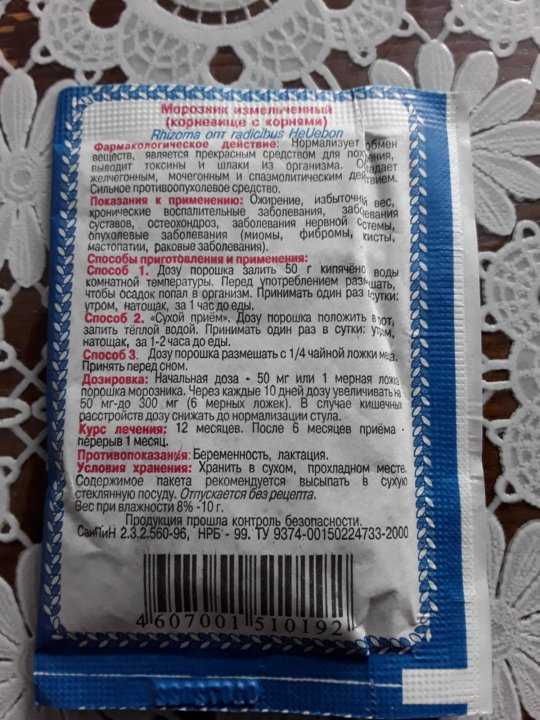 Морозник измельченный
(корневище с корнями)
Rhizoma om radicibus HeUebon
Фармакологическое действие: Нормализует обмен
веществ, является прекрасным средством для похудения,
выводит токсины и шлаки из организма. Обладает
желчегонным, мочегонным и спазмолитическим действием.
Сильное противоопухолевое средство.
Показания к применению: Ожирение, избыточный вес,
хронические воспалительные заболевания, заболевания
суставов, остеохондроз, заболевания нервной системы,
опухолевые заболевания (миомы, фибромы, кисты,
мастопатии, раковые заболевания).
Способы приготовления и применения:
Способ 1. Дозу порошка залить 50 г кипячёной воды
комнатной температуры. Перед употреблением размешать,
чтобы осадок попал в организм. Принимать один раз в сутки:
утром, натощак, за 1 час до еды.
Способ 2. «Сухой приём». Дозу порошка положить в рот,
запить тёплой водой. Принимать один раз в сутки: утром,
натощак, за 1-2 часа до еды.
Способ 3. Дозу порошка размешать с 1/4 чайной ложки меда.
Принять перед сном.
Дозировка: Начальная доза - 50 мг или 1 мерная ложка
порошка морозника. Через каждые 10 дней дозу увеличивать на
50 мг-до 300 мг (6 мерных ложек). В случае кишечных
расстройств дозу снижать до нормализации стула.
Курс лечения: 12 месяцев. После 6 месяцев приёма -
перерыв 1 месяц.
Противопоказания: Беременность, лактация.
Условия хранения: Хранить в сухом, прохладном месте.
Содержимое пакета рекомендуется высыпать в сухую
стеклянную посуду. Отпускается без рецепта.
Вес при влажности 8% -10 г.
Продукция прошла контроль безопасности.
СанПиН 2.3.2.560-96, НРБ - 99. ТУ 9374-00150224733-2000
4 607001 510192